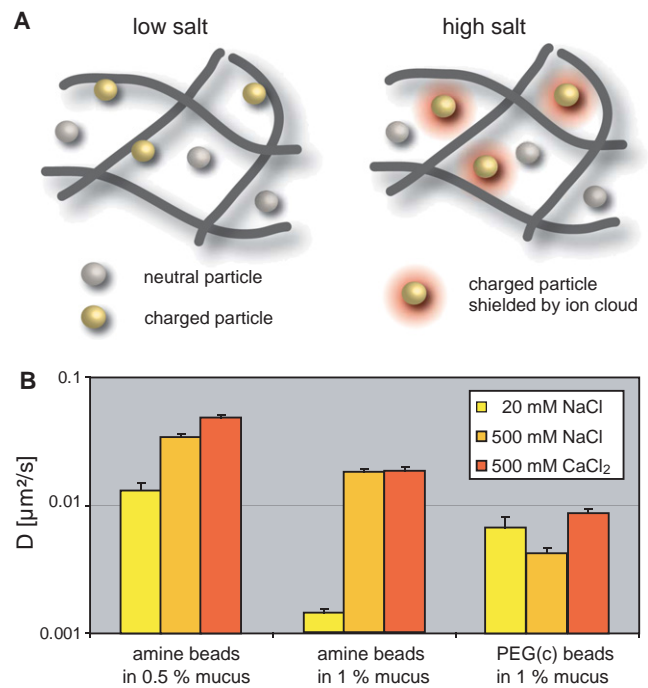 A
low salt
high salt
neutral particle
charged particle
charged particle
shielded by ion cloud
B
0.1
0.01
0.001
D [µm²/s]
20 mM NaCl
500 mM NaCl
500 mM CaCl₂
amine beads
in 0.5 % mucus
amine beads
in 1 % mucus
PEG(c) beads
in 1 % mucus